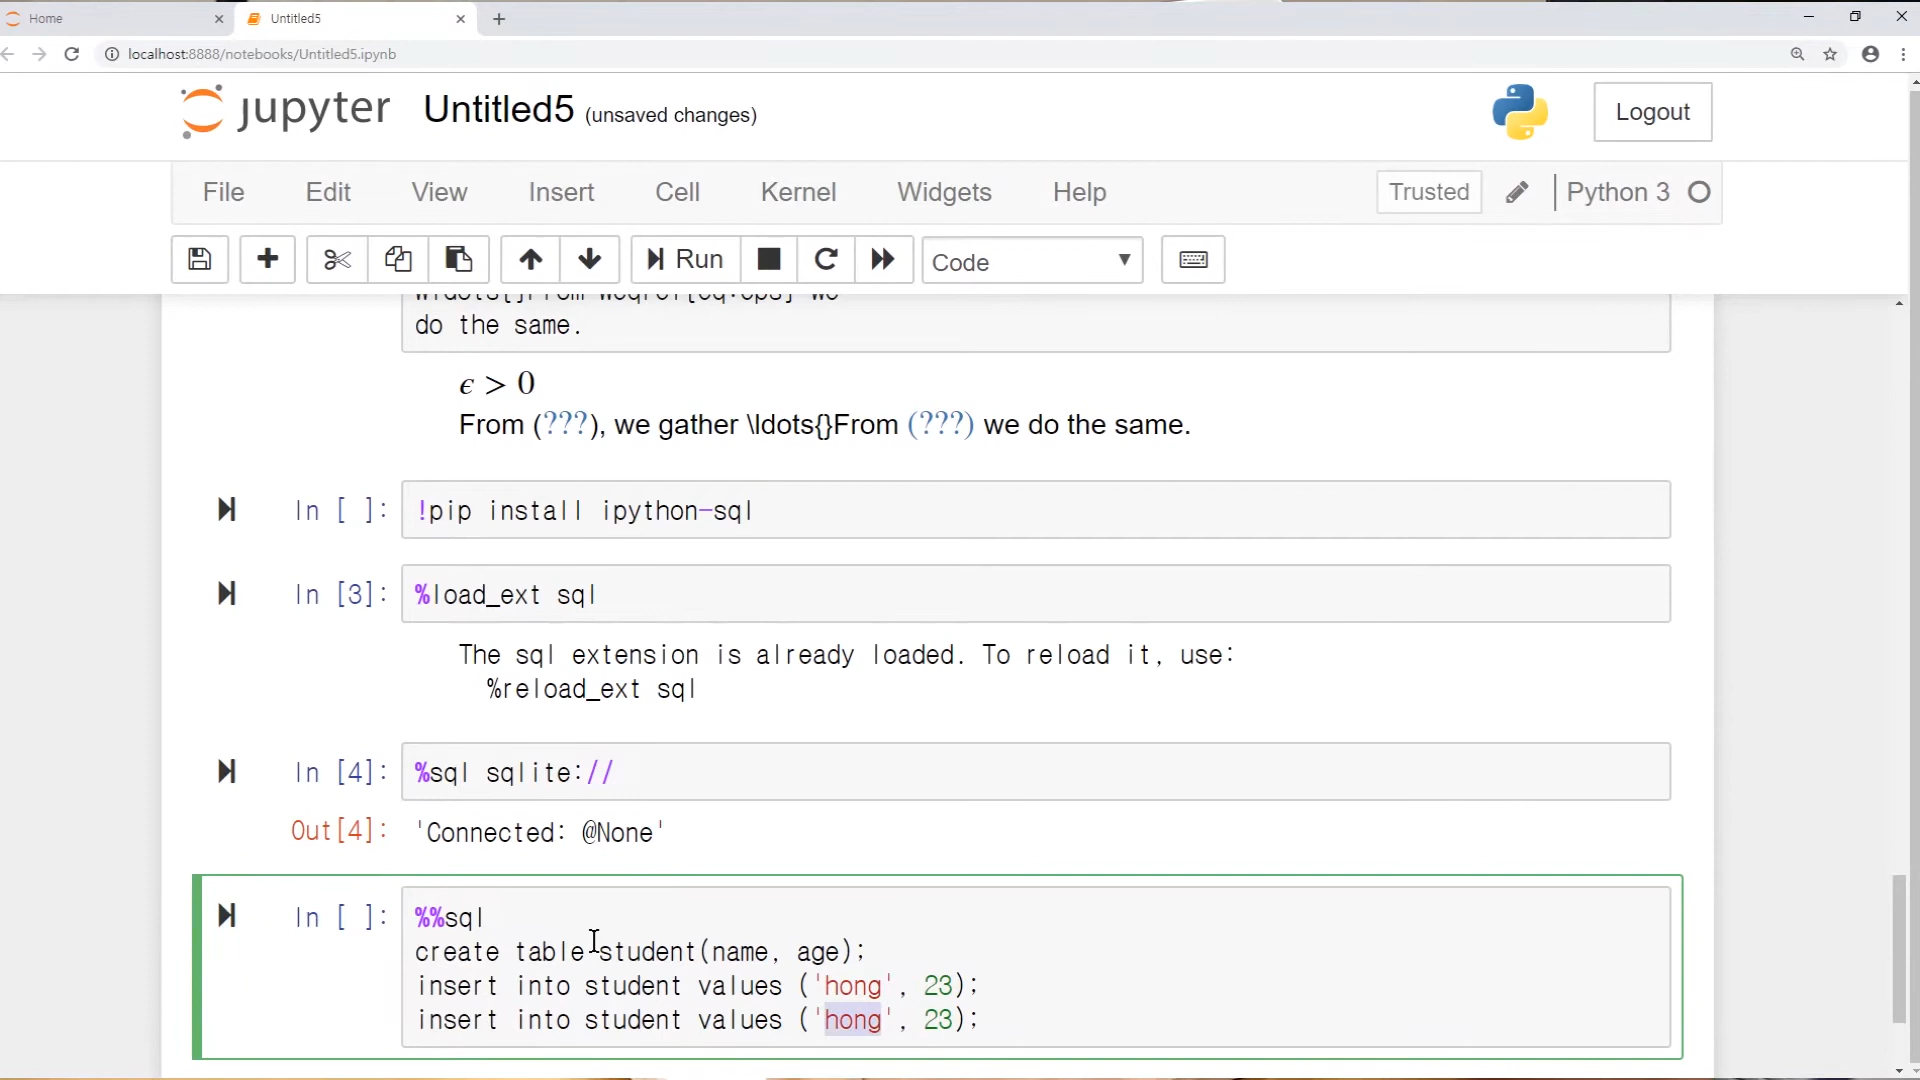 Home
Untitled5
localhost:8888/notebooks/Untitled5.ipynb
jupyter Untitled5 (unsaved changes)
Logout
File Edit View Insert Cell Kernel Widgets Help
Trusted
Python 3
Run
Code
do the same.
ϵ > 0
From (???), we gather \ldots{}From (???) we do the same.
In [ ]: !pip install ipython-sql
In [3]: %load_ext sql
The sql extension is already loaded. To reload it, use:
%reload_ext sql
In [4]: %sql sqlite://
Out[4]: 'Connected: @None'
In [ ]: %%sql
create table student(name, age);
insert into student values ('hong', 23);
insert into student values ('hong', 23);